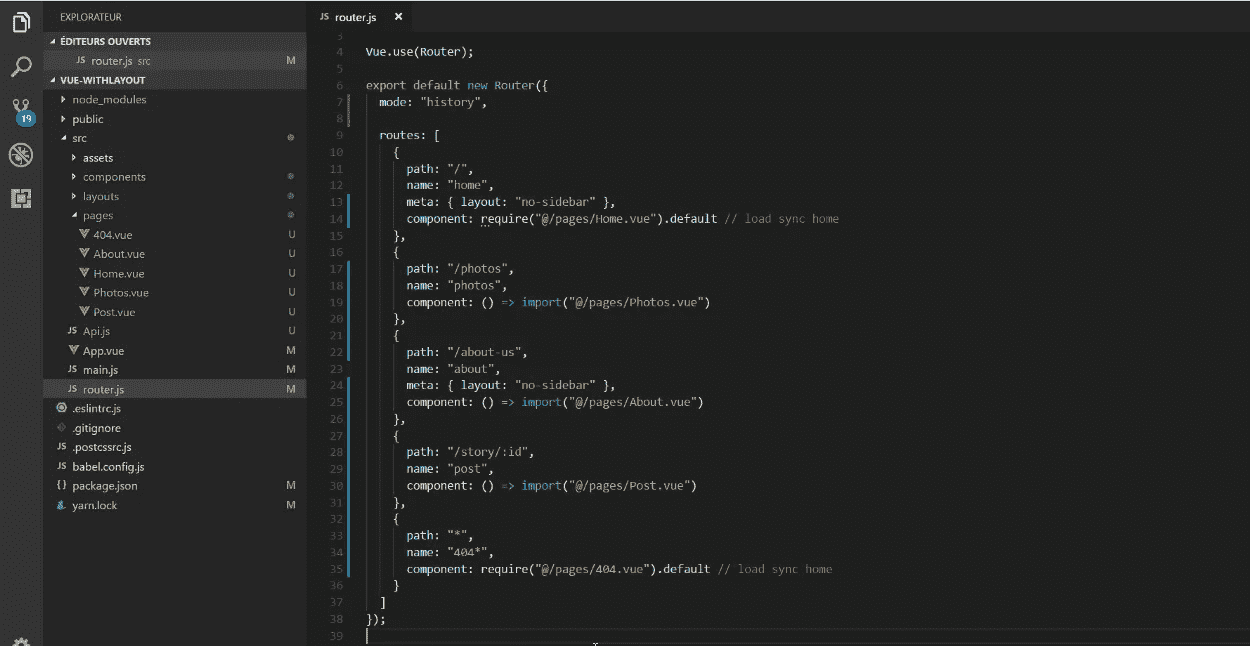 EXPLORATEUR
ÉDITEURS OUVERTS
JS router.js src M
VUE-WITHLAYOUT
node_modules
public
src
assets
components
layouts
pages
404.vue U
About.vue U
Home.vue U
Photos.vue U
Post.vue U
JS Api.js U
App.vue M
JS main.js M
JS router.js M
.eslintrc.js
.gitignore
JS .postcssrc.js
JS babel.config.js
{} package.json M
yarn.lock M
19
JS router.js ×
3
4 Vue.use(Router);
5
6 export default new Router({
7 mode: "history",
8
9 routes: [
10 {
11 path: "/",
12 name: "home",
13 meta: { layout: "no-sidebar" },
14 component: require("@/pages/Home.vue").default // load sync home
15 },
16 {
17 path: "/photos",
18 name: "photos",
19 component: () => import("@/pages/Photos.vue")
20 },
21 {
22 path: "/about-us",
23 name: "about",
24 meta: { layout: "no-sidebar" },
25 component: () => import("@/pages/About.vue")
26 },
27 {
28 path: "/story/:id",
29 name: "post",
30 component: () => import("@/pages/Post.vue")
31 },
32 {
33 path: "*",
34 name: "404*",
35 component: require("@/pages/404.vue").default // load sync home
36 }
37 ]
38 });
39